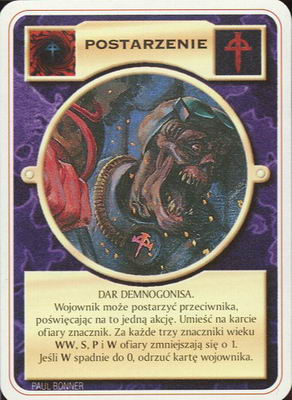 POSTARZENIE
DAR DEMNOGONISA.
Wojownik może postarzyć przeciwnika,
poświęcając na to jedną akcję. Umieść na karcie
ofiary znacznik. Za każde trzy znaczniki wieku
WW, S, P i W ofiary zmniejszają się o 1.
Jeśli W spadnie do 0, odrzuć kartę wojownika.
PAUL BONNER